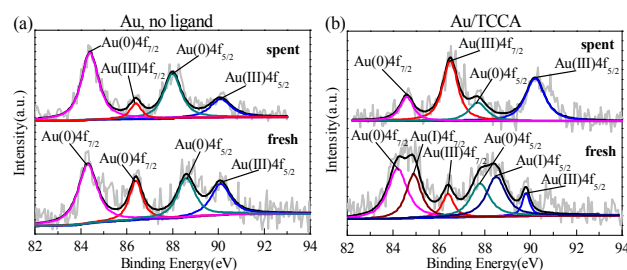 (a) Au, no ligand
Au(0)4f7/2
Au(0)4f5/2
spent
Au(III)4f7/2
Au(III)4f5/2
fresh
Au(0)4f7/2
Au(0)4f7/2
Au(0)4f5/2
Au(III)4f5/2
Intensity(a.u.)
82 84 86 88 90 92 94
Binding Energy(eV)
(b) Au/TCCA
Au(III)4f7/2
spent
Au(III)4f5/2
Au(0)4f7/2
Au(0)4f5/2
fresh
Au(0)4f7/2
Au(I)4f7/2
Au(III)4f7/2
Au(0)4f5/2
Au(I)4f5/2
Au(III)4f5/2
Intensity(a.u.)
82 84 86 88 90 92 94
Binding Energy(eV)